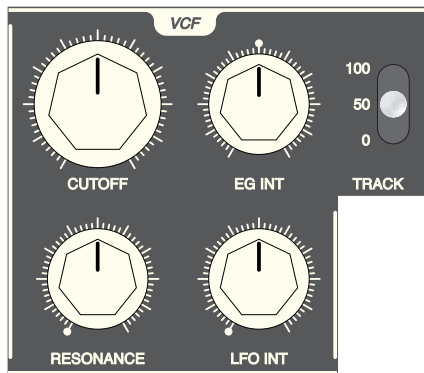 VCF
100
50
0
CUTOFF
EG INT
TRACK
RESONANCE
LFO INT